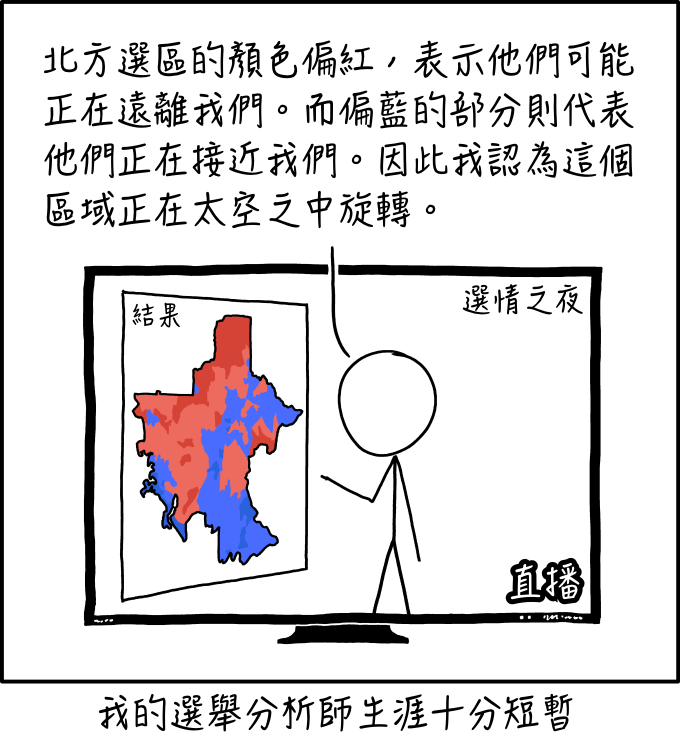 北方選區的顏色偏紅，表示他們可能
正在遠離我們。而偏藍的部分則代表
他們正在接近我們。因此我認為這個
區域正在太空之中旋轉。
選情之夜
結果
直播
我的選舉分析師生涯十分短暫